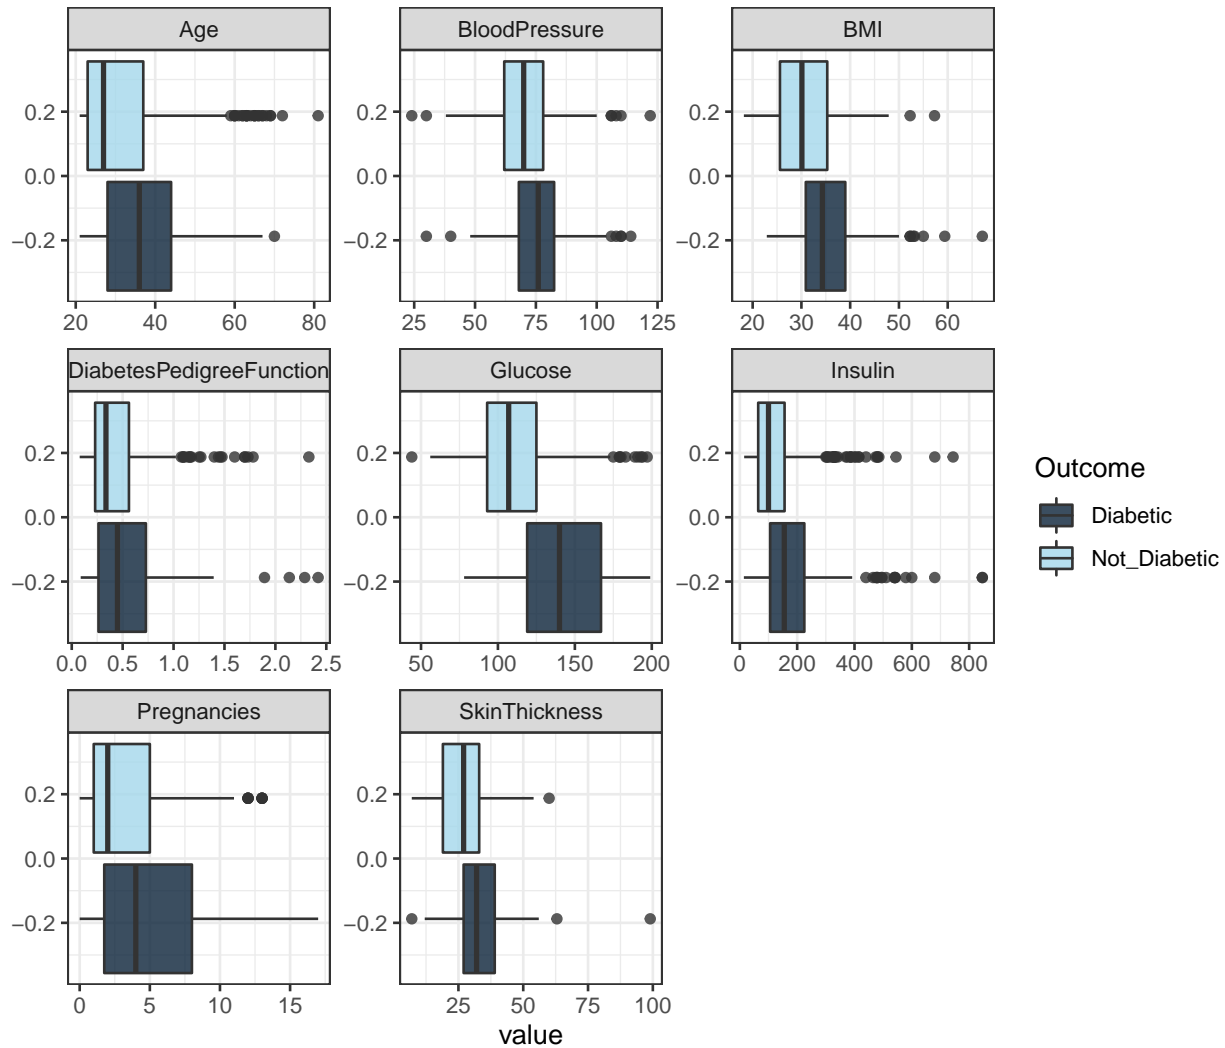 Age
BloodPressure
BMI
0.2
0.0
−0.2
20 40 60 80
0.2
0.0
−0.2
25 50 75 100 125
0.2
0.0
−0.2
20 30 40 50 60
DiabetesPedigreeFunction
Glucose
Insulin
0.2
0.0
−0.2
0.0 0.5 1.0 1.5 2.0 2.5
0.2
0.0
−0.2
50 100 150 200
0.2
0.0
−0.2
0 200 400 600 800
Pregnancies
SkinThickness
0.2
0.0
−0.2
0 5 10 15
0.2
0.0
−0.2
25 50 75 100
value
Outcome
Diabetic
Not_Diabetic